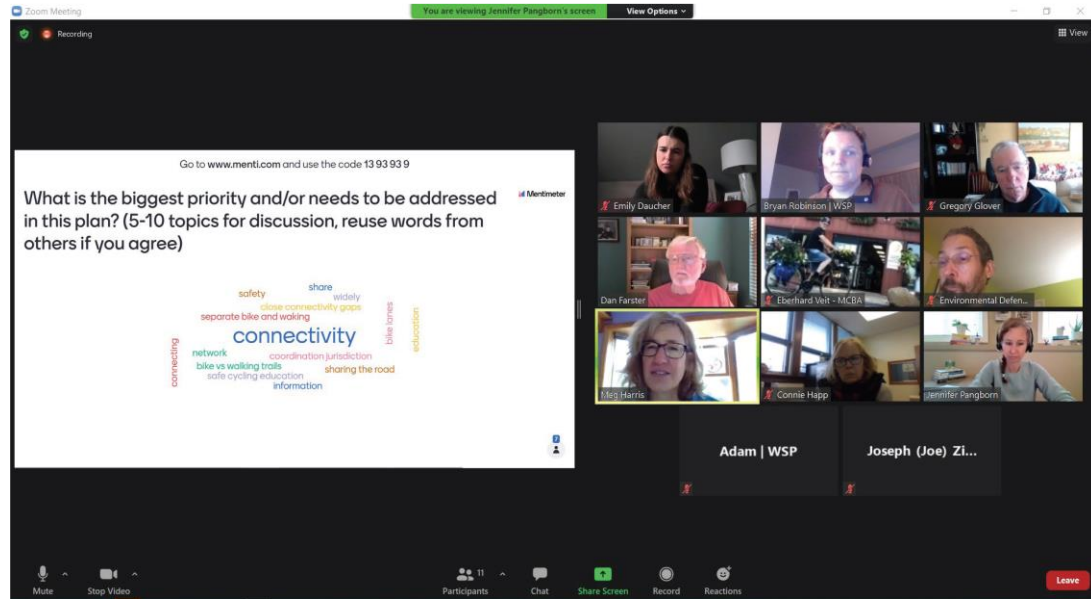 Zoom Meeting
You are viewing Jennifer Pangborn's screen View Options
Recording
View
Go to www.menti.com and use the code 13 93 93 9
What is the biggest priority and/or needs to be addressed
in this plan? (5-10 topics for discussion, reuse words from
others if you agree)
Mentimeter
share
safety
widely
close connectivity gaps
separate bike and waking
connectivity
bike lanes
education
connecting
network
coordination jurisdiction
bike vs walking trails
sharing the road
safe cycling education
information
7
Emily Daucher
Bryan Robinson | WSP
Gregory Glover
Dan Farster
Eberhard Veit - MCBA
Environmental Defen...
Meg Harris
Connie Happ
Jennifer Pangborn
Adam | WSP
Joseph (Joe) Zi...
Mute
Stop Video
Participants
11
Chat
Share Screen
Record
Reactions
Leave